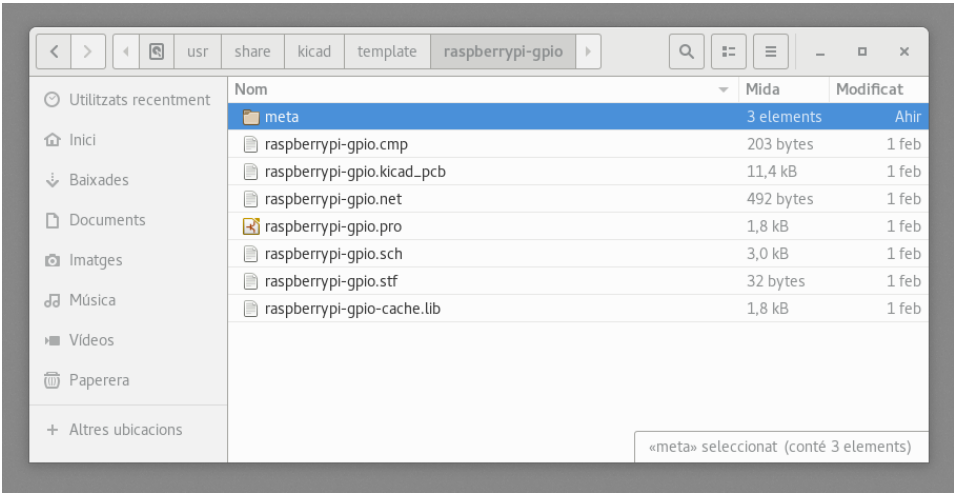 usr share kicad template raspberrypi-gpio
Utilitzats recentment
Inici
Baixades
Documents
Imatges
Música
Vídeos
Paperera
+ Altres ubicacions
Nom Mida Modificat
meta 3 elements Ahir
raspberrypi-gpio.cmp 203 bytes 1 feb
raspberrypi-gpio.kicad_pcb 11,4 kB 1 feb
raspberrypi-gpio.net 492 bytes 1 feb
raspberrypi-gpio.pro 1,8 kB 1 feb
raspberrypi-gpio.sch 3,0 kB 1 feb
raspberrypi-gpio.stf 32 bytes 1 feb
raspberrypi-gpio-cache.lib 1,8 kB 1 feb
«meta» seleccionat (conté 3 elements)